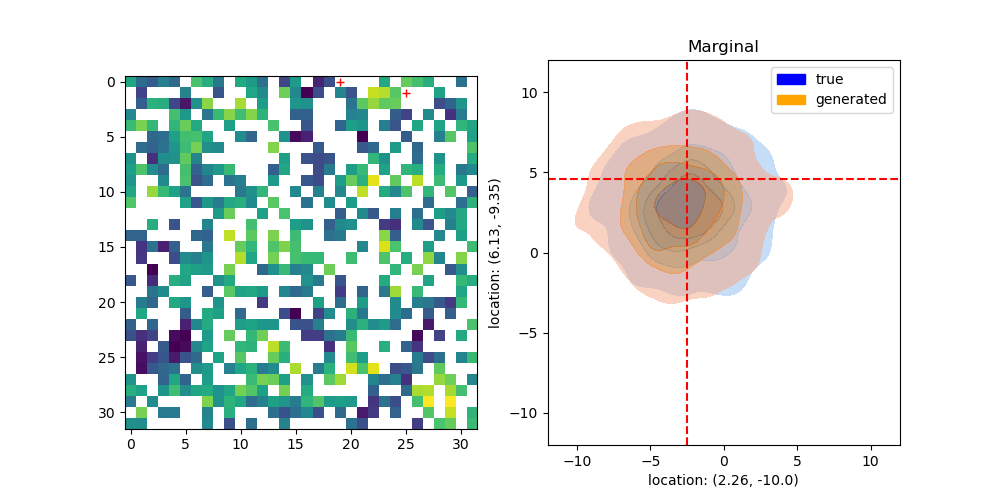 Marginal
0
5
10
15
20
25
30
0 5 10 15 20 25 30
location: (6.13, -9.35)
true
generated
10
5
0
−5
−10
−10 −5 0 5 10
location: (2.26, -10.0)